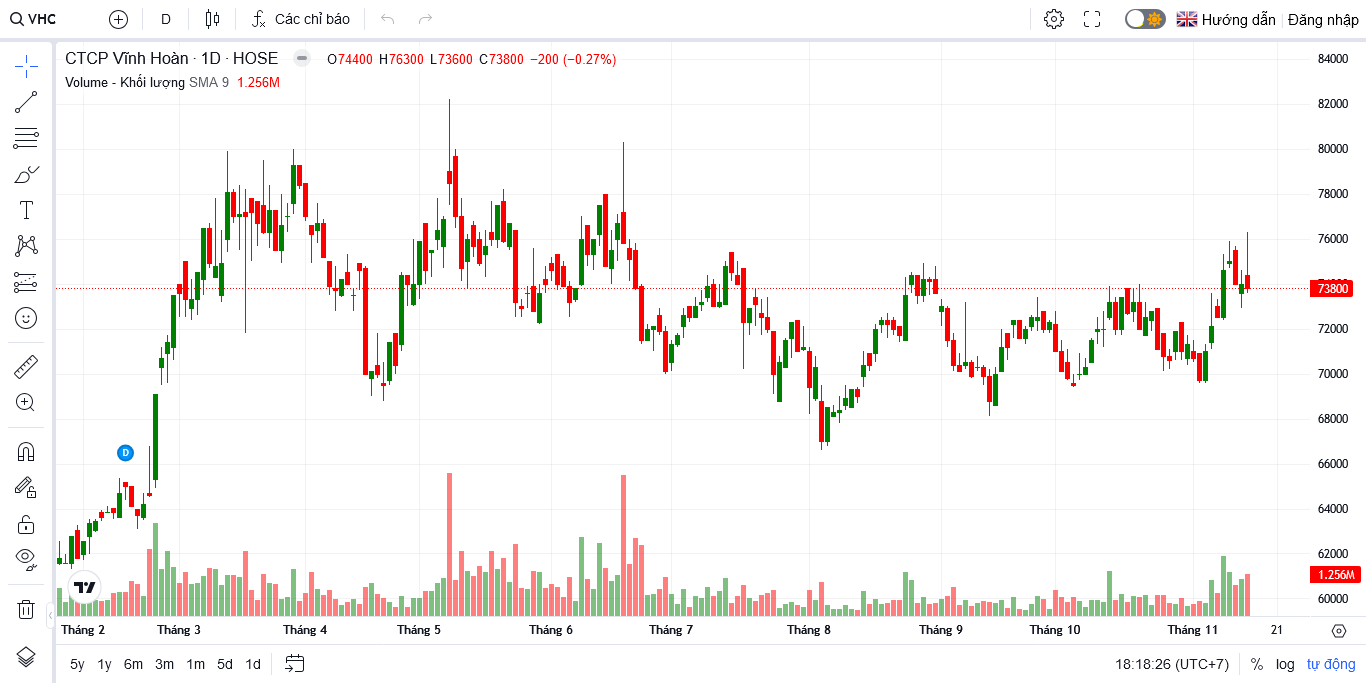 VHC D Các chỉ báo Hướng dẫn Đăng nhập
CTCP Vĩnh Hoàn · 1D · HOSE O74400 H76300 L73600 C73800 −200 (−0.27%)
Volume - Khối lượng SMA 9 1.256M
84000
82000
80000
78000
76000
73800
72000
70000
68000
D
66000
64000
62000
1.256M
60000
Tháng 2 Tháng 3 Tháng 4 Tháng 5 Tháng 6 Tháng 7 Tháng 8 Tháng 9 Tháng 10 Tháng 11 21
5y 1y 6m 3m 1m 5d 1d 18:18:26 (UTC+7) % log tự động